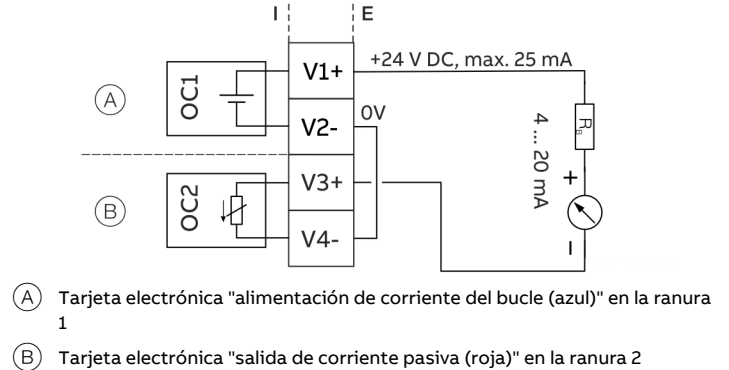 I E
OC1
V1+
+24 V DC, max. 25 mA
A
V2-
0V
R_B
4 ... 20 mA
+
-
OC2
V3+
B
V4-
A Tarjeta electrónica "alimentación de corriente del bucle (azul)" en la ranura
1
B Tarjeta electrónica "salida de corriente pasiva (roja)" en la ranura 2